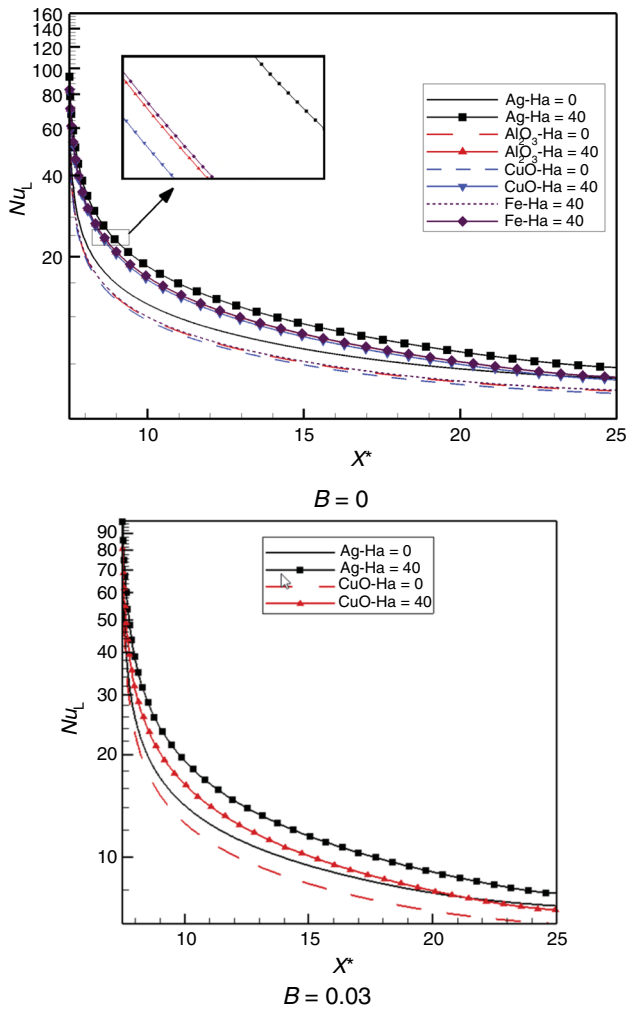 160
140
120
100
80
60
40
20
Nu_L
Ag-Ha = 0
Ag-Ha = 40
Al2O3-Ha = 0
Al2O3-Ha = 40
CuO-Ha = 0
CuO-Ha = 40
Fe-Ha = 40
Fe-Ha = 40
10 15 20 25
X*
B = 0
90
80
70
60
50
40
30
20
10
Nu_L
Ag-Ha = 0
Ag-Ha = 40
CuO-Ha = 0
CuO-Ha = 40
10 15 20 25
X*
B = 0.03